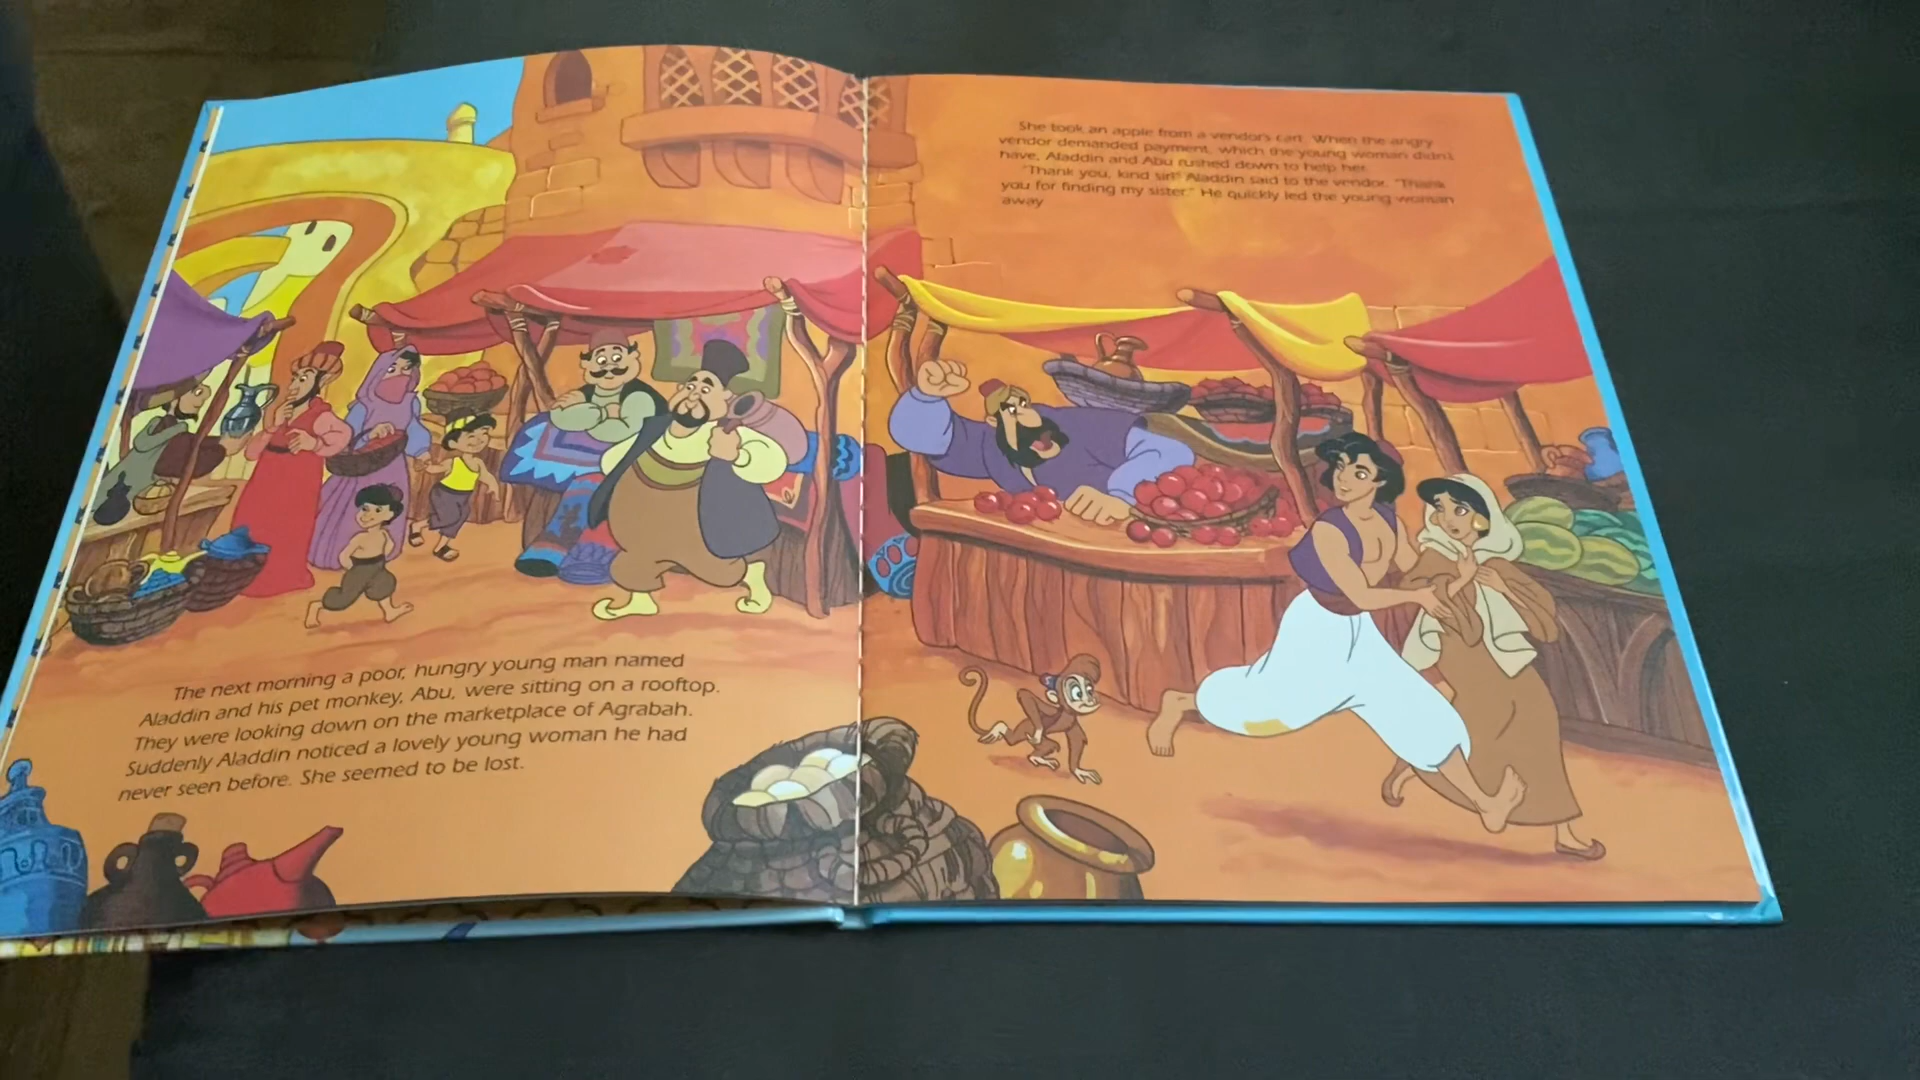 The next morning a poor, hungry young man named
Aladdin and his pet monkey, Abu, were sitting on a rooftop.
They were looking down on the marketplace of Agrabah.
Suddenly Aladdin noticed a lovely young woman he had
never seen before. She seemed to be lost.
She took an apple from a vendor's cart. When the angry
vendor demanded payment, which the young woman didn't
have, Aladdin and Abu rushed down to help her.
"Thank you, kind sir!" Aladdin said to the vendor. "Thank
you for finding my sister." He quickly led the young woman
away